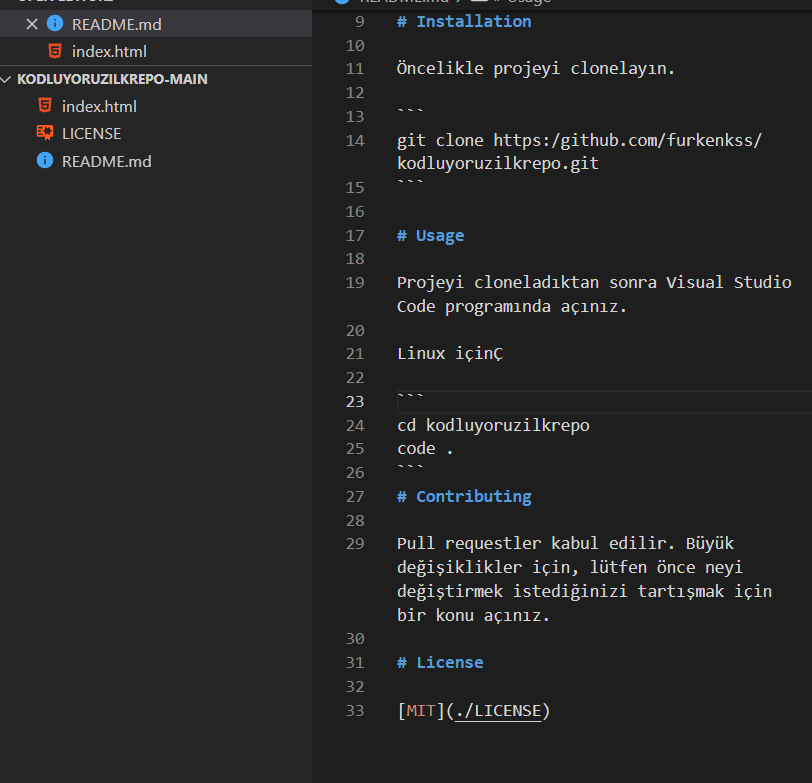 README.md
index.html
KODLUYORUZILKREPO-MAIN
index.html
LICENSE
README.md
9 # Installation
10
11 Öncelikle projeyi clonelayın.
12
13 ```
14 git clone https:/github.com/furkenkss/
kodluyoruzilkrepo.git
15 ```
16
17 # Usage
18
19 Projeyi cloneladıktan sonra Visual Studio
Code programında açınız.
20
21 Linux içinÇ
22
23 ```
24 cd kodluyoruzilkrepo
25 code .
26 ```
27 # Contributing
28
29 Pull requestler kabul edilir. Büyük
değişiklikler için, lütfen önce neyi
değiştirmek istediğinizi tartışmak için
bir konu açınız.
30
31 # License
32
33 [MIT](./LICENSE)